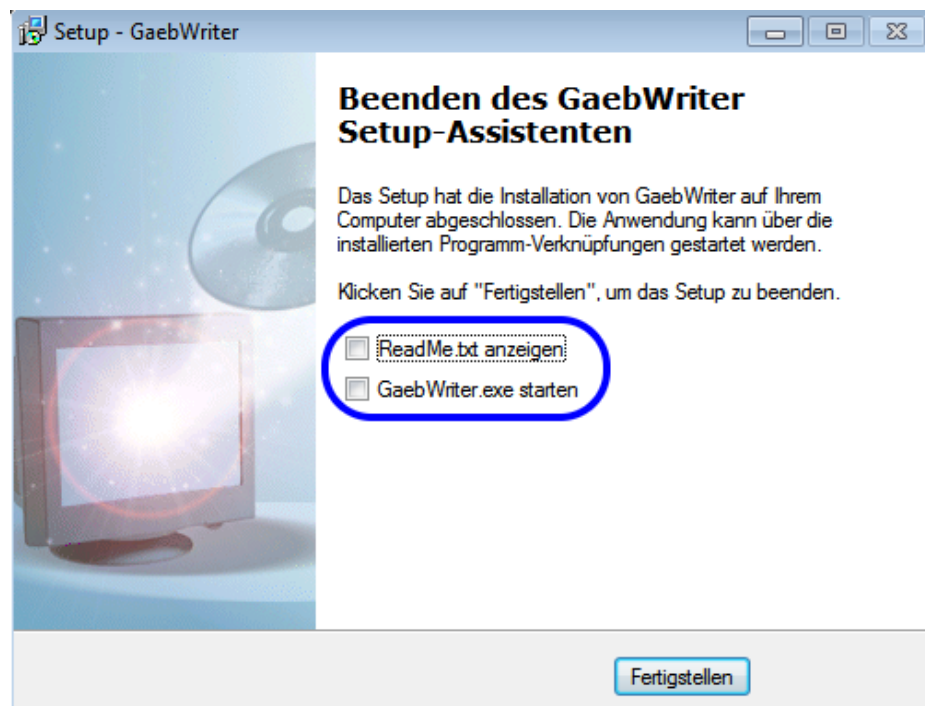 Setup - GaebWriter
Beenden des GaebWriter
Setup-Assistenten
Das Setup hat die Installation von GaebWriter auf Ihrem
Computer abgeschlossen. Die Anwendung kann über die
installierten Programm-Verknüpfungen gestartet werden.
Klicken Sie auf "Fertigstellen", um das Setup zu beenden.
ReadMe.txt anzeigen
GaebWriter.exe starten
Fertigstellen